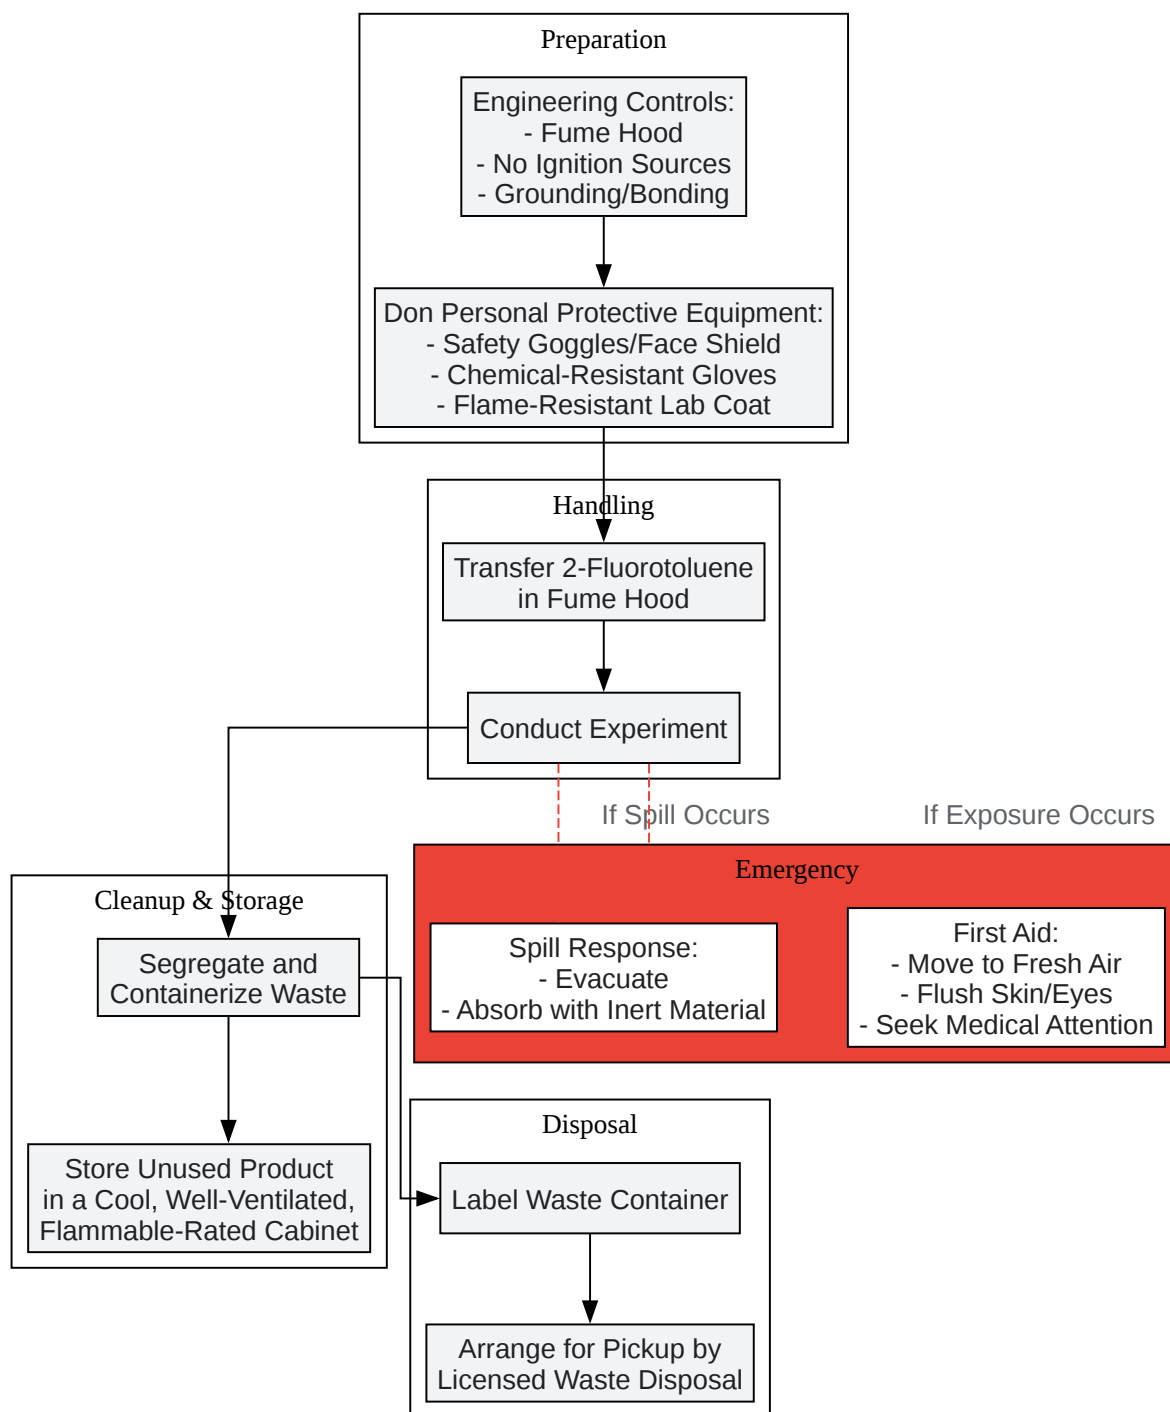 Preparation
Engineering Controls:
- Fume Hood
- No Ignition Sources
- Grounding/Bonding
Don Personal Protective Equipment:
- Safety Goggles/Face Shield
- Chemical-Resistant Gloves
- Flame-Resistant Lab Coat
Handling
Transfer 2-Fluorotoluene
in Fume Hood
Conduct Experiment
If Spill Occurs
If Exposure Occurs
Emergency
Spill Response:
- Evacuate
- Absorb with Inert Material
First Aid:
- Move to Fresh Air
- Flush Skin/Eyes
- Seek Medical Attention
Cleanup & Storage
Segregate and
Containerize Waste
Store Unused Product
in a Cool, Well-Ventilated,
Flammable-Rated Cabinet
Disposal
Label Waste Container
Arrange for Pickup by
Licensed Waste Disposal